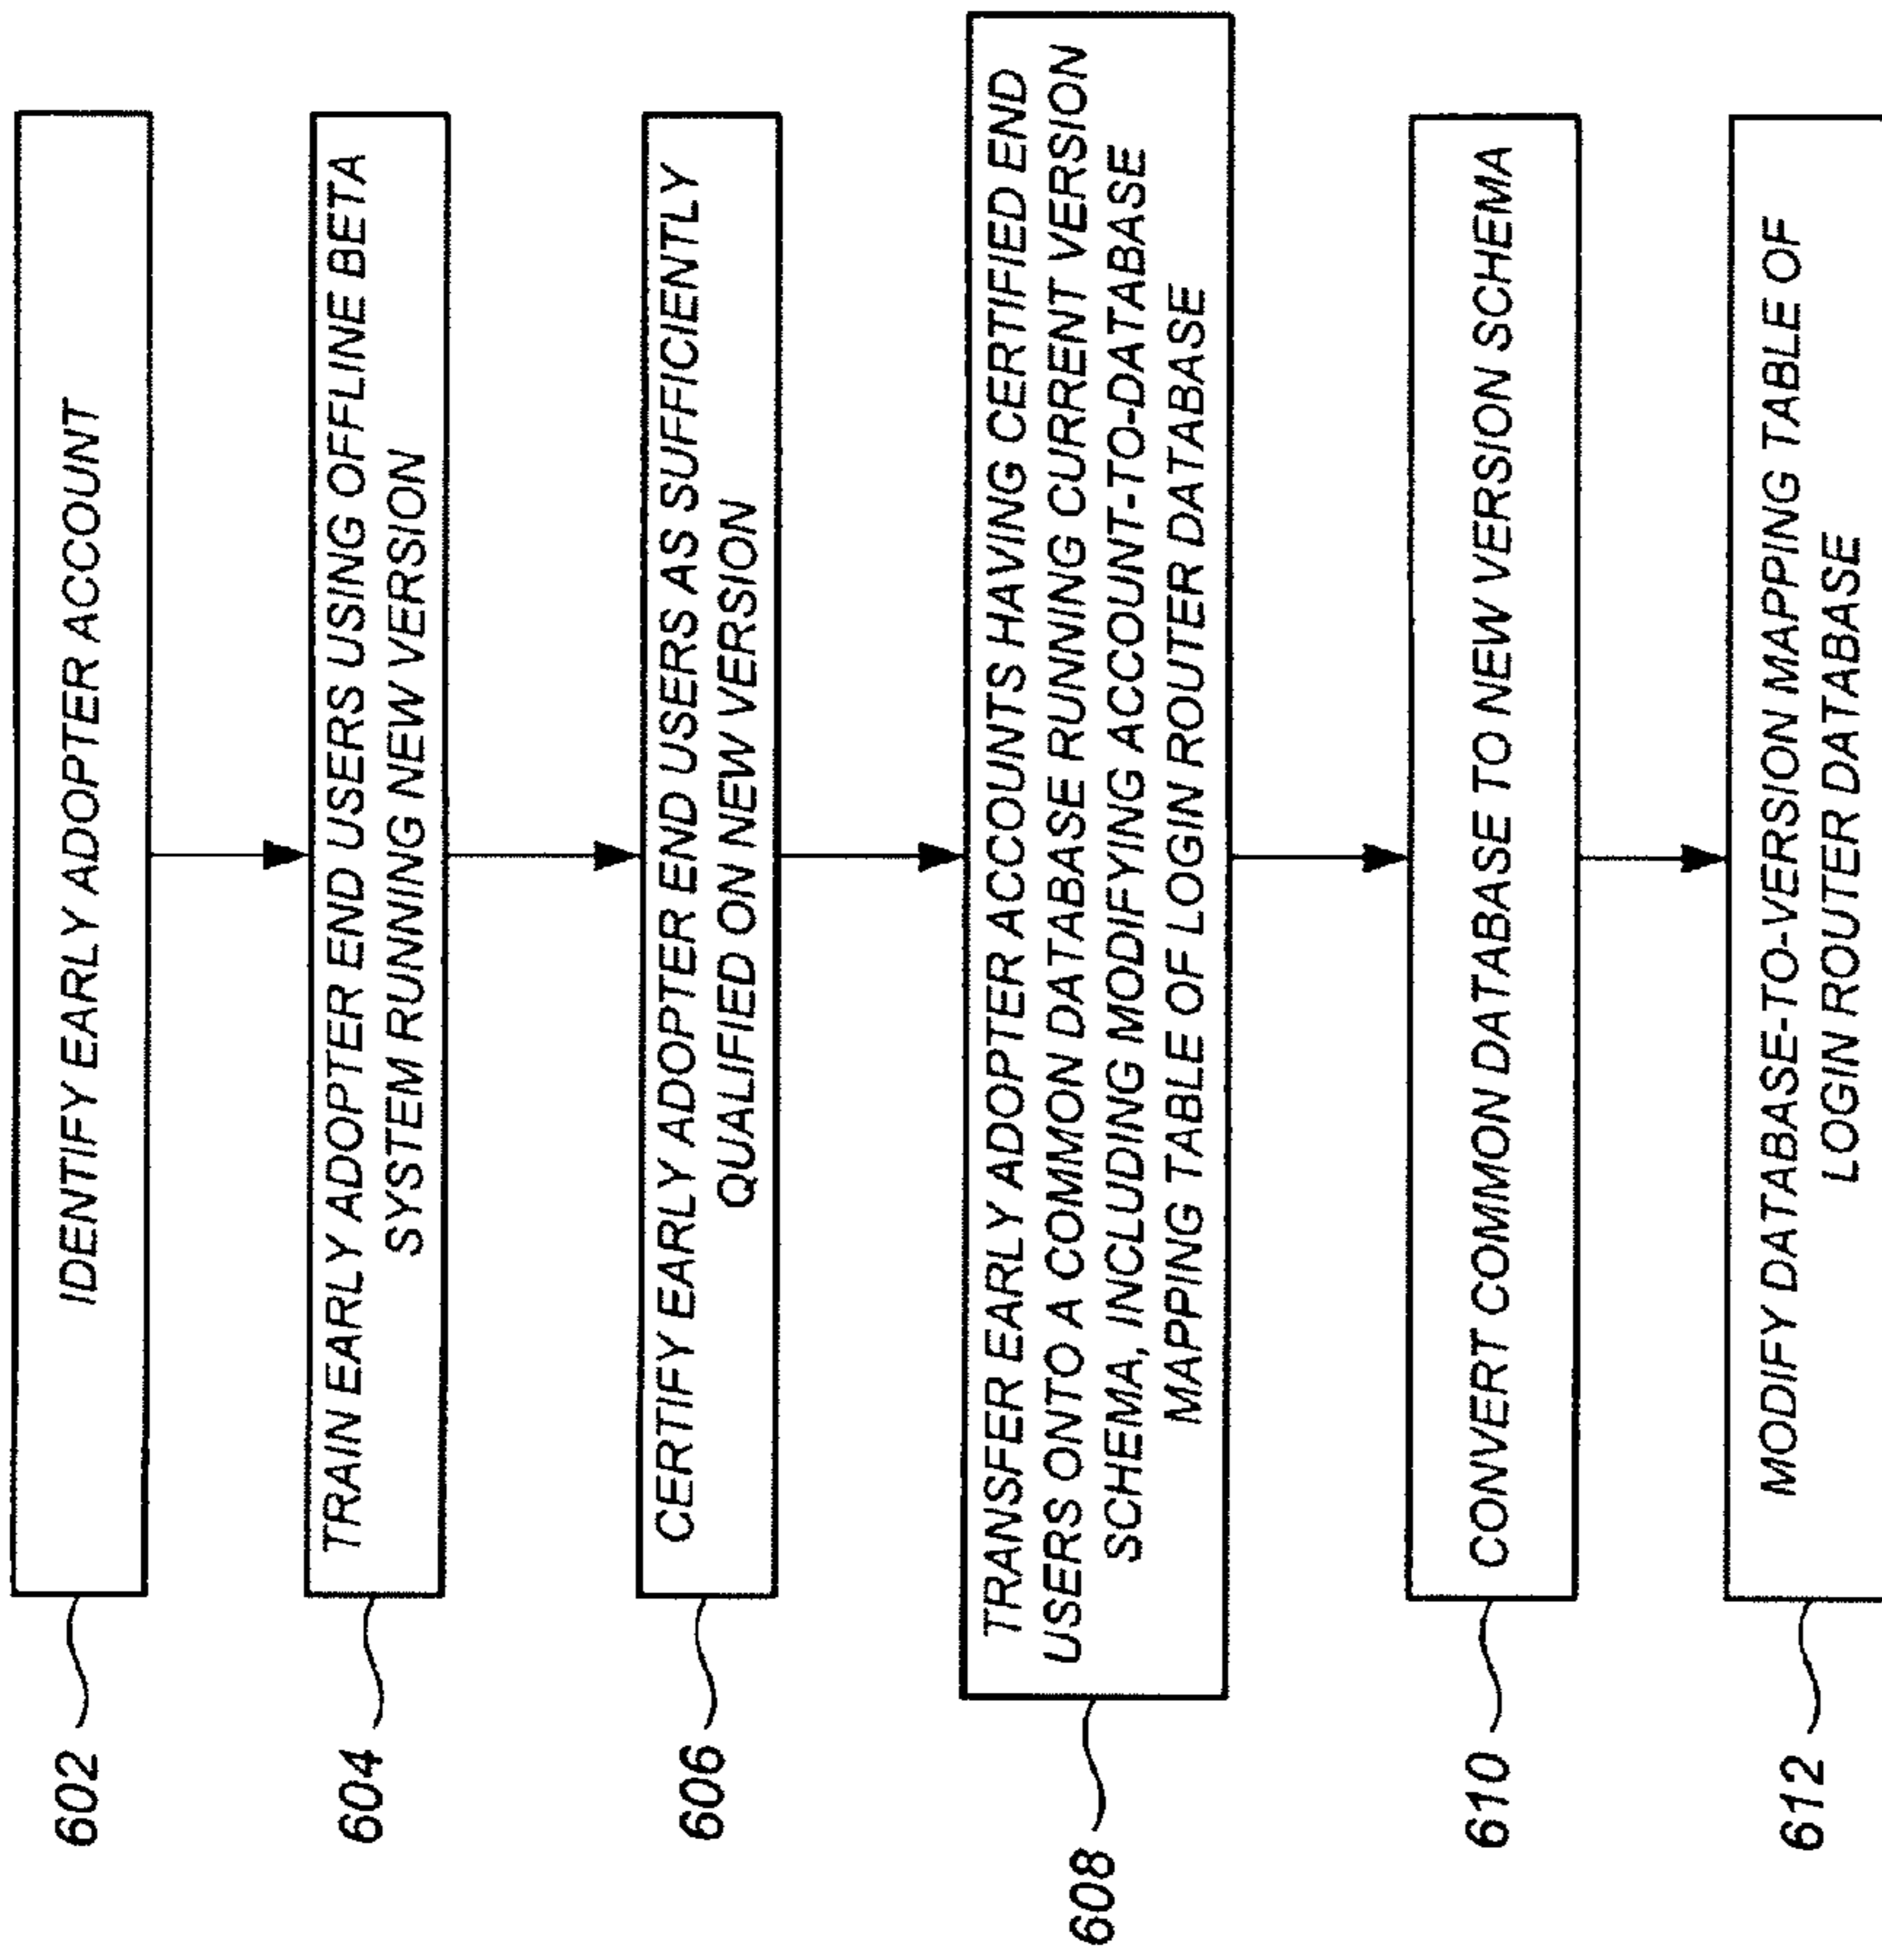 602
IDENTIFY EARLY ADOPTER ACCOUNT
604
TRAIN EARLY ADOPTER END USERS USING OFFLINE BETA
SYSTEM RUNNING NEW VERSION
606
CERTIFY EARLY ADOPTER END USERS AS SUFFICIENTLY
QUALIFIED ON NEW VERSION
608
TRANSFER EARLY ADOPTER ACCOUNTS HAVING CERTIFIED END
USERS ONTO A COMMON DATABASE RUNNING CURRENT VERSION
SCHEMA, INCLUDING MODIFYING ACCOUNT-TO-DATABASE
MAPPING TABLE OF LOGIN ROUTER DATABASE
610
CONVERT COMMON DATABASE TO NEW VERSION SCHEMA
612
MODIFY DATABASE-TO-VERSION MAPPING TABLE OF
LOGIN ROUTER DATABASE